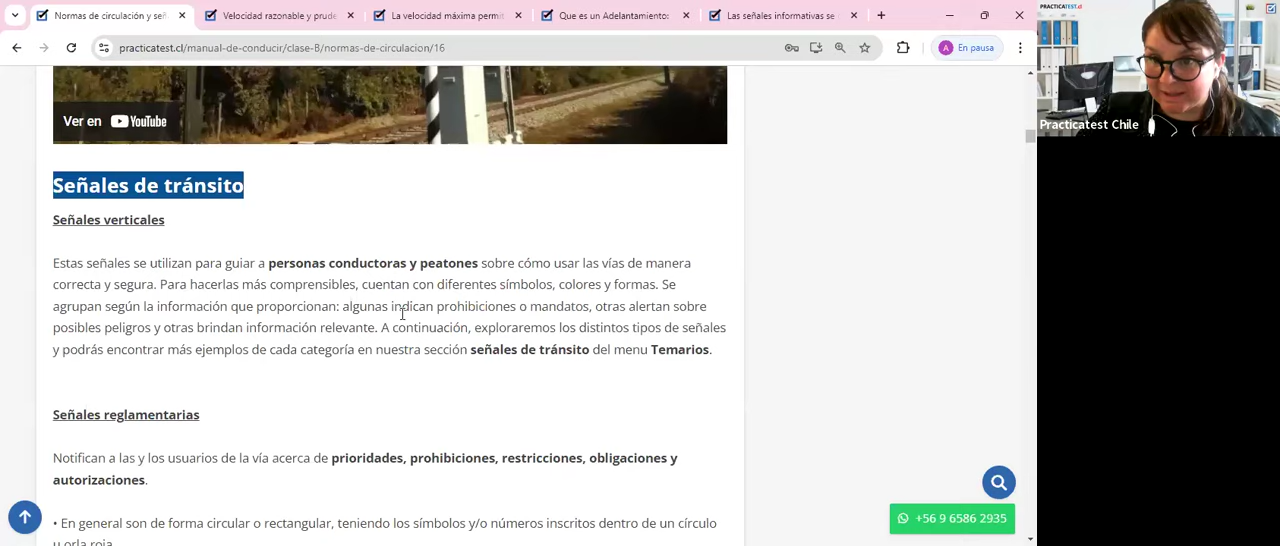 Normas de circulación y señ
Velocidad razonable y prude
La velocidad máxima permit
Que es un Adelantamiento:
Las señales informativas se
practicatest.cl/manual-de-conducir/clase-B/normas-de-circulacion/16
A En pausa
PRACTICATEST.cl
Practicatest Chile
Ver en YouTube
Señales de tránsito
Señales verticales
Estas señales se utilizan para guiar a personas conductoras y peatones sobre cómo usar las vías de manera
correcta y segura. Para hacerlas más comprensibles, cuentan con diferentes símbolos, colores y formas. Se
agrupan según la información que proporcionan: algunas indican prohibiciones o mandatos, otras alertan sobre
posibles peligros y otras brindan información relevante. A continuación, exploraremos los distintos tipos de señales
y podrás encontrar más ejemplos de cada categoría en nuestra sección señales de tránsito del menu Temarios.
Señales reglamentarias
Notifican a las y los usuarios de la vía acerca de prioridades, prohibiciones, restricciones, obligaciones y
autorizaciones.
• En general son de forma circular o rectangular, teniendo los símbolos y/o números inscritos dentro de un círculo
u orla roja.
+56 9 6586 2935